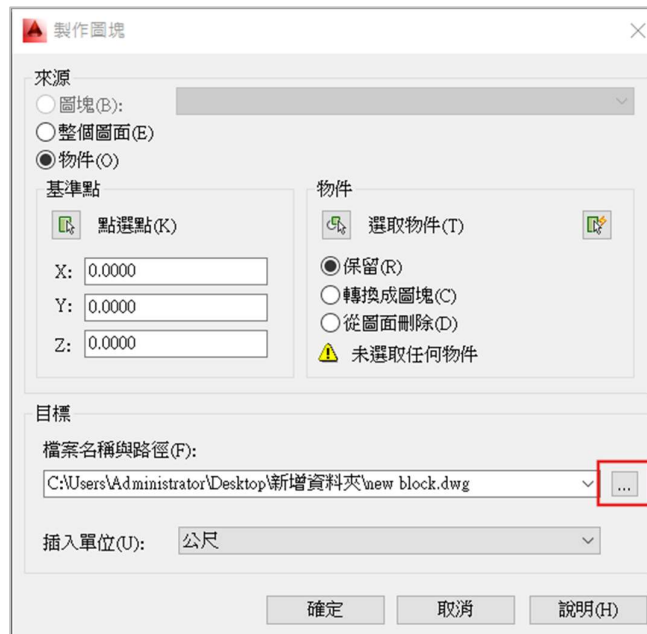 製作圖塊
來源
圖塊(B):
整個圖面(E)
物件(O)
基準點
點選點(K)
X: 0.0000
Y: 0.0000
Z: 0.0000
物件
選取物件(T)
保留(R)
轉換成圖塊(C)
從圖面刪除(D)
未選取任何物件
目標
檔案名稱與路徑(F):
C:\Users\Administrator\Desktop\新增資料夾\new block.dwg
...
插入單位(U): 公尺
確定 取消 說明(H)